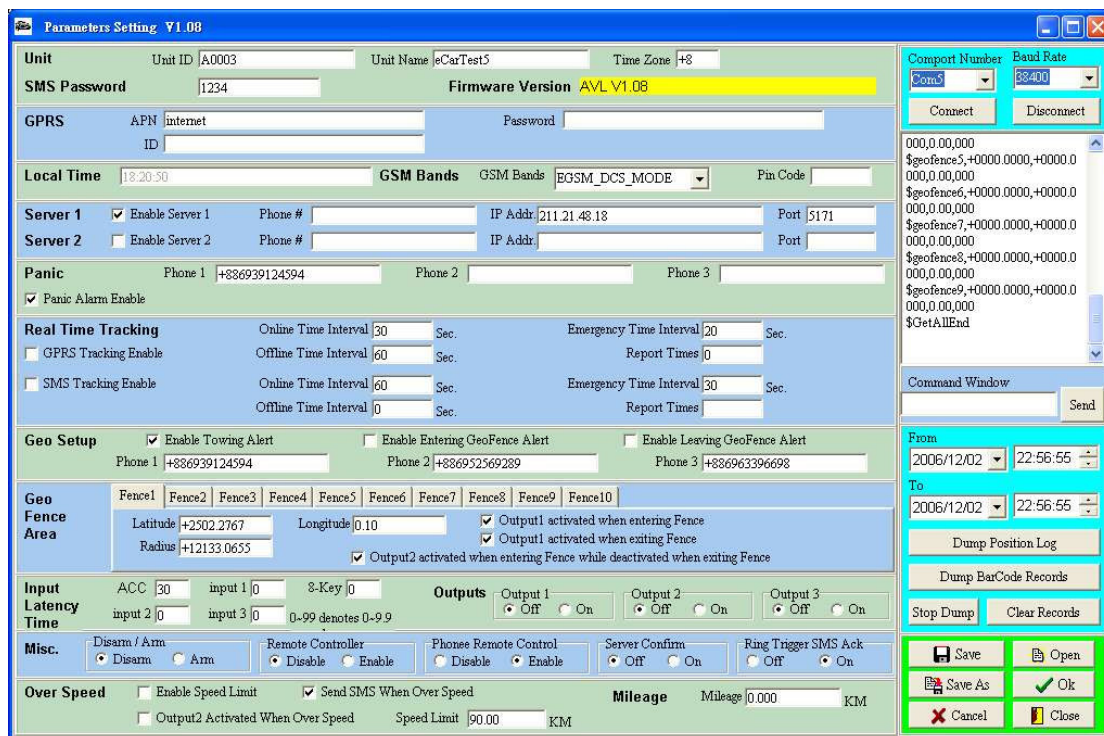 Parameters Setting V1.08
Unit Unit ID A0003 Unit Name eCarTest5 Time Zone +8
SMS Password 1234 Firmware Version AVL V1.08
GPRS APN internet Password
ID
Local Time 18:20:50 GSM Bands GSM Bands EGSM_DCS_MODE Pin Code
Server 1 Enable Server 1 Phone # IP Addr. 211.21.48.18 Port 5171
Server 2 Enable Server 2 Phone # IP Addr. Port
Panic Phone 1 +886939124594 Phone 2 Phone 3
Panic Alarm Enable
Real Time Tracking Online Time Interval 30 Sec. Emergency Time Interval 20 Sec.
GPRS Tracking Enable Offline Time Interval 60 Sec. Report Times 0
SMS Tracking Enable Online Time Interval 60 Sec. Emergency Time Interval 30 Sec.
Offline Time Interval 0 Sec. Report Times
Geo Setup Enable Towing Alert Enable Entering GeoFence Alert Enable Leaving GeoFence Alert
Phone 1 +886939124594 Phone 2 +886952569289 Phone 3 +886963396698
Geo Fence Area
Fence1 Fence2 Fence3 Fence4 Fence5 Fence6 Fence7 Fence8 Fence9 Fence10
Latitude +2502.2767 Longitude 0.10 Output1 activated when entering Fence
Radius +12133.0655 Output1 activated when exiting Fence
Output2 activated when entering Fence while deactivated when exiting Fence
Input Latency Time
ACC 30 input 1 0 8-Key 0 Outputs Output 1 Output 2 Output 3
input 2 0 input 3 0 0~99 denotes 0~9.9 Off On Off On Off On
Misc. Disarm / Arm Remote Controller Phonee Remote Control Server Confirm Ring Trigger SMS Ack
Disarm Arm Disable Enable Disable Enable Off On Off On
Over Speed Enable Speed Limit Send SMS When Over Speed Mileage Mileage 0.000 KM
Output2 Activated When Over Speed Speed Limit 90.00 KM
Comport Number Baud Rate
Com5 38400
Connect Disconnect
000,0.00,000
$geofence5,+0000.0000,+0000.0
000,0.00,000
$geofence6,+0000.0000,+0000.0
000,0.00,000
$geofence7,+0000.0000,+0000.0
000,0.00,000
$geofence8,+0000.0000,+0000.0
000,0.00,000
$geofence9,+0000.0000,+0000.0
000,0.00,000
$GetAllEnd
Command Window
Send
From
2006/12/02 22:56:55
To
2006/12/02 22:56:55
Dump Position Log
Dump BarCode Records
Stop Dump Clear Records
Save Open
Save As Ok
Cancel Close